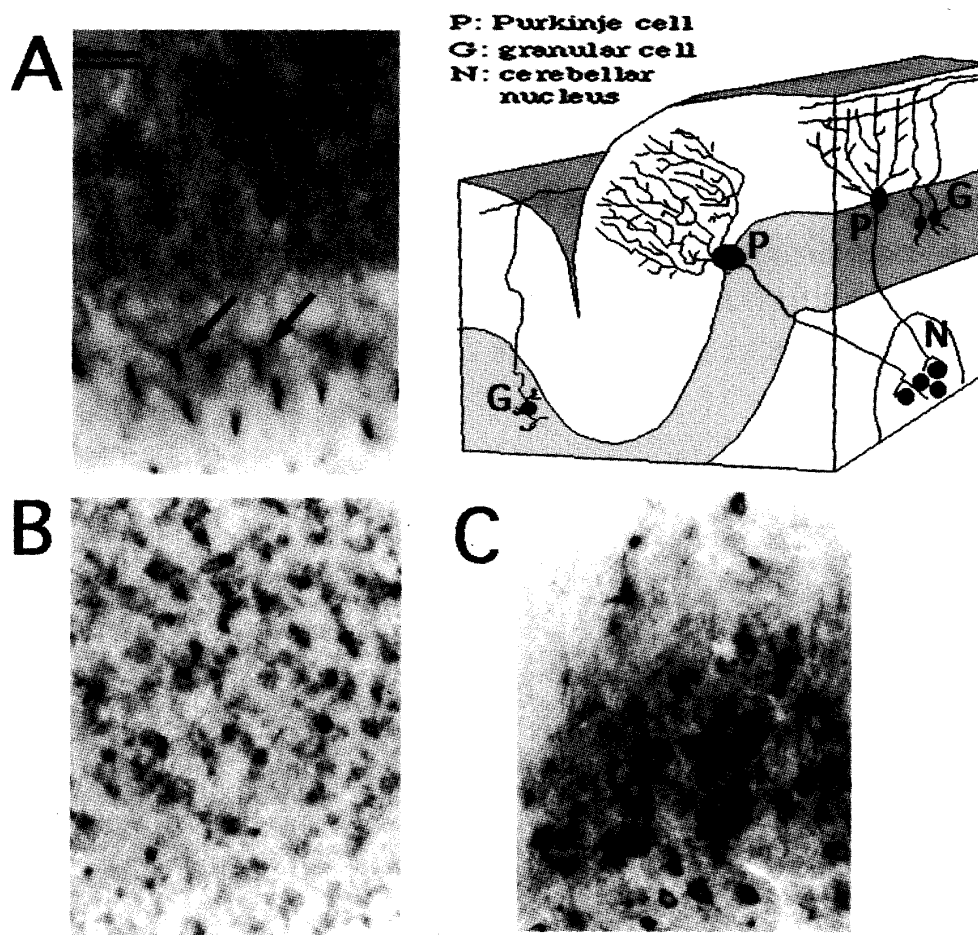 A
P: Purkinje cell
G: granular cell
N: cerebellar
nucleus
P
P
G
N
G
B
C